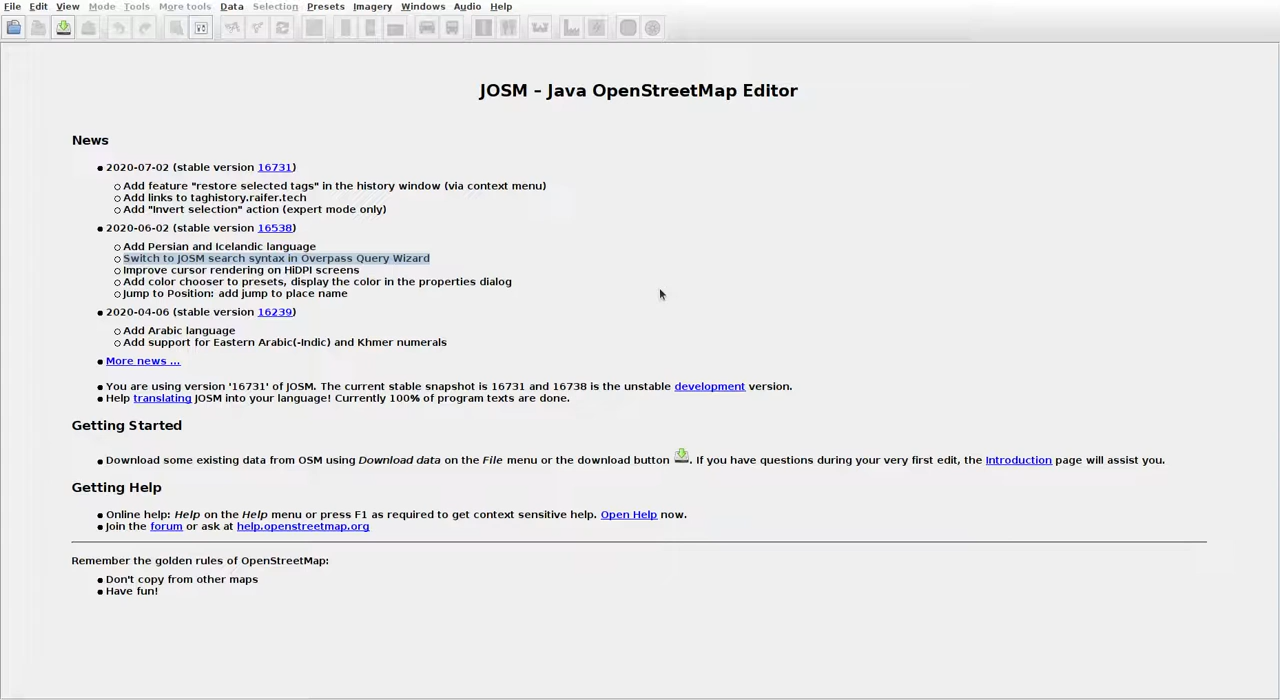 File Edit View Mode Tools More tools Data Selection Presets Imagery Windows Audio Help
JOSM – Java OpenStreetMap Editor
News
2020-07-02 (stable version 16731)
Add feature "restore selected tags" in the history window (via context menu)
Add links to taghistory.raifer.tech
Add "Invert selection" action (expert mode only)
2020-06-02 (stable version 16538)
Add Persian and Icelandic language
Switch to JOSM search syntax in Overpass Query Wizard
Improve cursor rendering on HiDPI screens
Add color chooser to presets, display the color in the properties dialog
Jump to Position: add jump to place name
2020-04-06 (stable version 16239)
Add Arabic language
Add support for Eastern Arabic(-Indic) and Khmer numerals
More news ...
You are using version '16731' of JOSM. The current stable snapshot is 16731 and 16738 is the unstable development version.
Help translating JOSM into your language! Currently 100% of program texts are done.
Getting Started
Download some existing data from OSM using Download data on the File menu or the download button . If you have questions during your very first edit, the Introduction page will assist you.
Getting Help
Online help: Help on the Help menu or press F1 as required to get context sensitive help. Open Help now.
Join the forum or ask at help.openstreetmap.org
Remember the golden rules of OpenStreetMap:
Don't copy from other maps
Have fun!